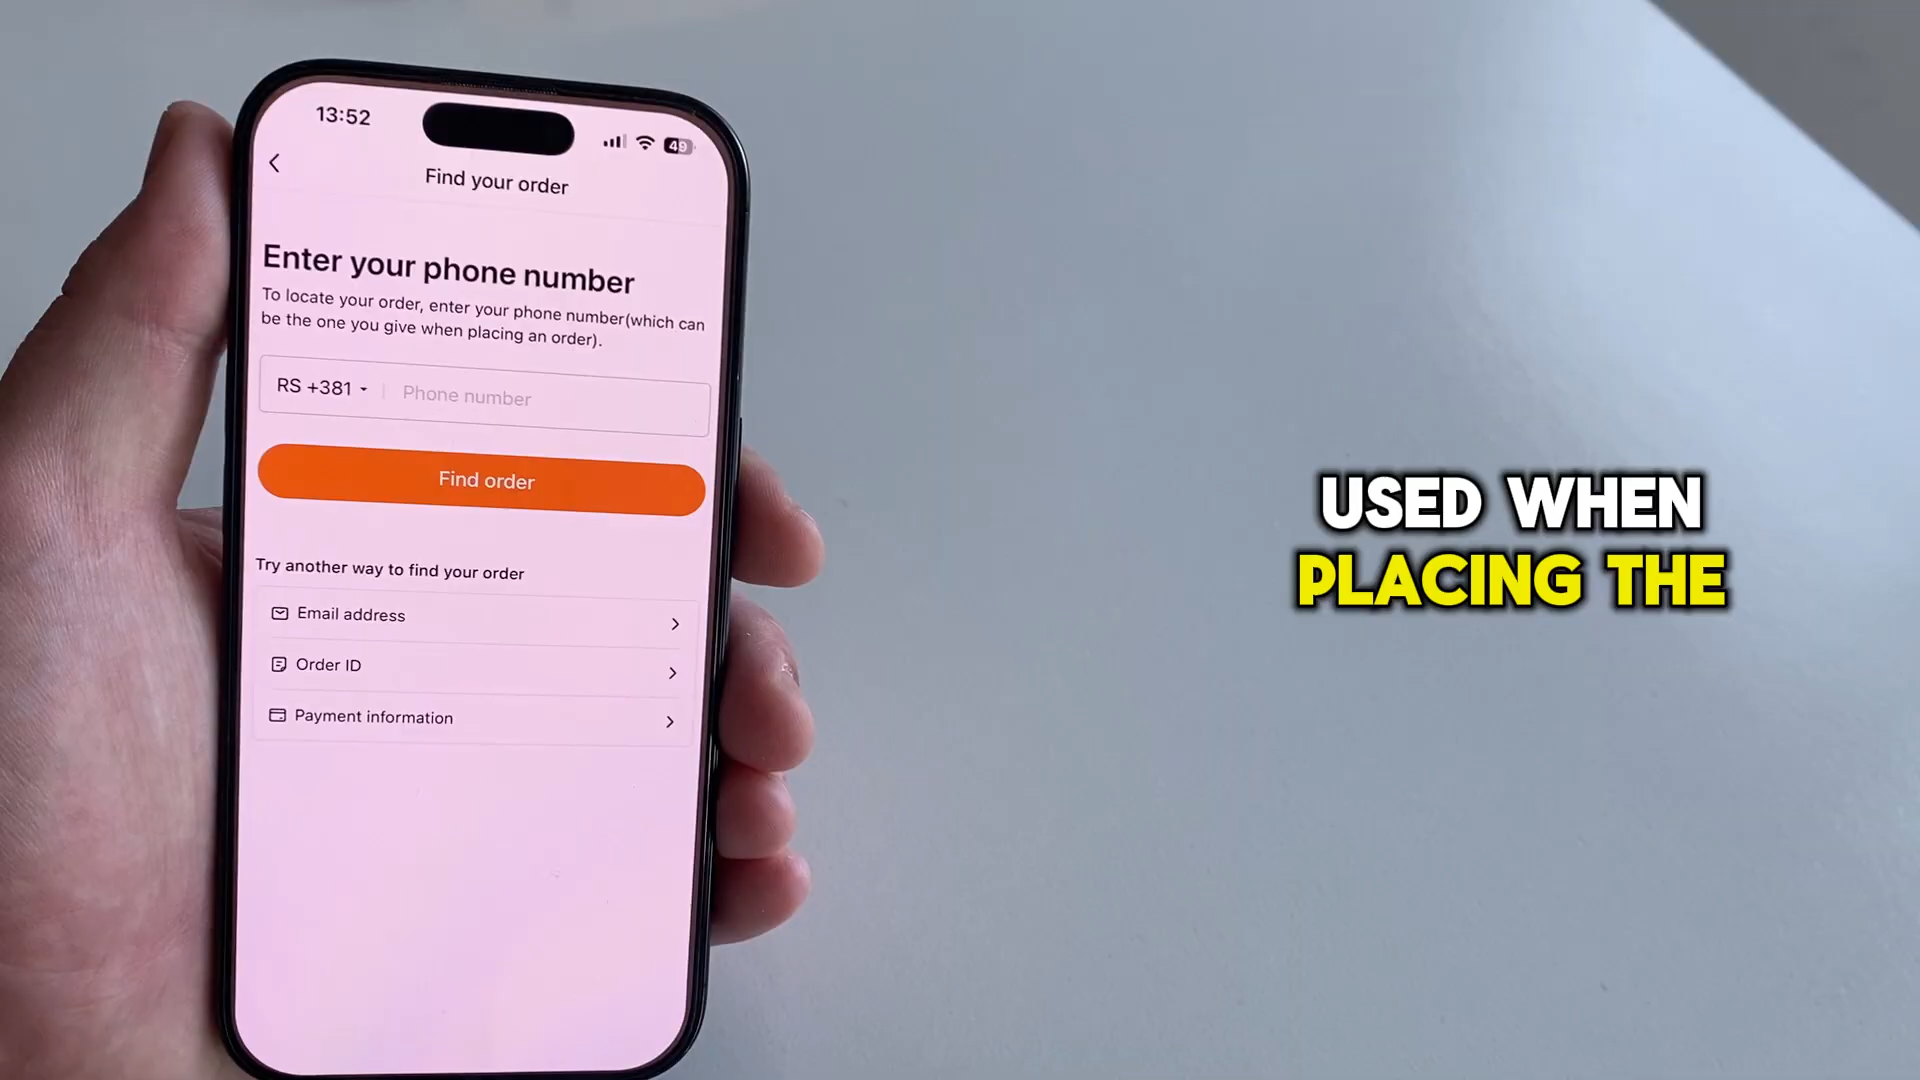 13:52
49
Find your order
Enter your phone number
To locate your order, enter your phone number(which can
be the one you give when placing an order).
RS +381
Phone number
Find order
Try another way to find your order
Email address
Order ID
Payment information
USED WHEN
PLACING THE